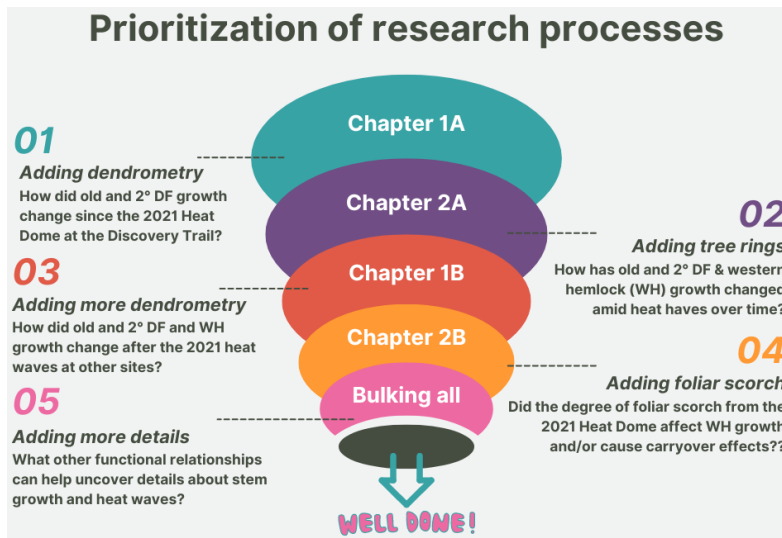 Prioritization of research processes
Chapter 1A
01
Adding dendrometry
How did old and 2° DF growth
change since the 2021 Heat
Dome at the Discovery Trail?
Chapter 2A
02
Adding tree rings
How has old and 2° DF & western
hemlock (WH) growth changed
amid heat haves over time?
Chapter 1B
03
Adding more dendrometry
How did old and 2° DF and WH
growth change after the 2021 heat
waves at other sites?
Chapter 2B
04
Adding foliar scorch
Did the degree of foliar scorch from the
2021 Heat Dome affect WH growth
and/or cause carryover effects??
Bulking all
05
Adding more details
What other functional relationships
can help uncover details about stem
growth and heat waves?
WELL DONE!